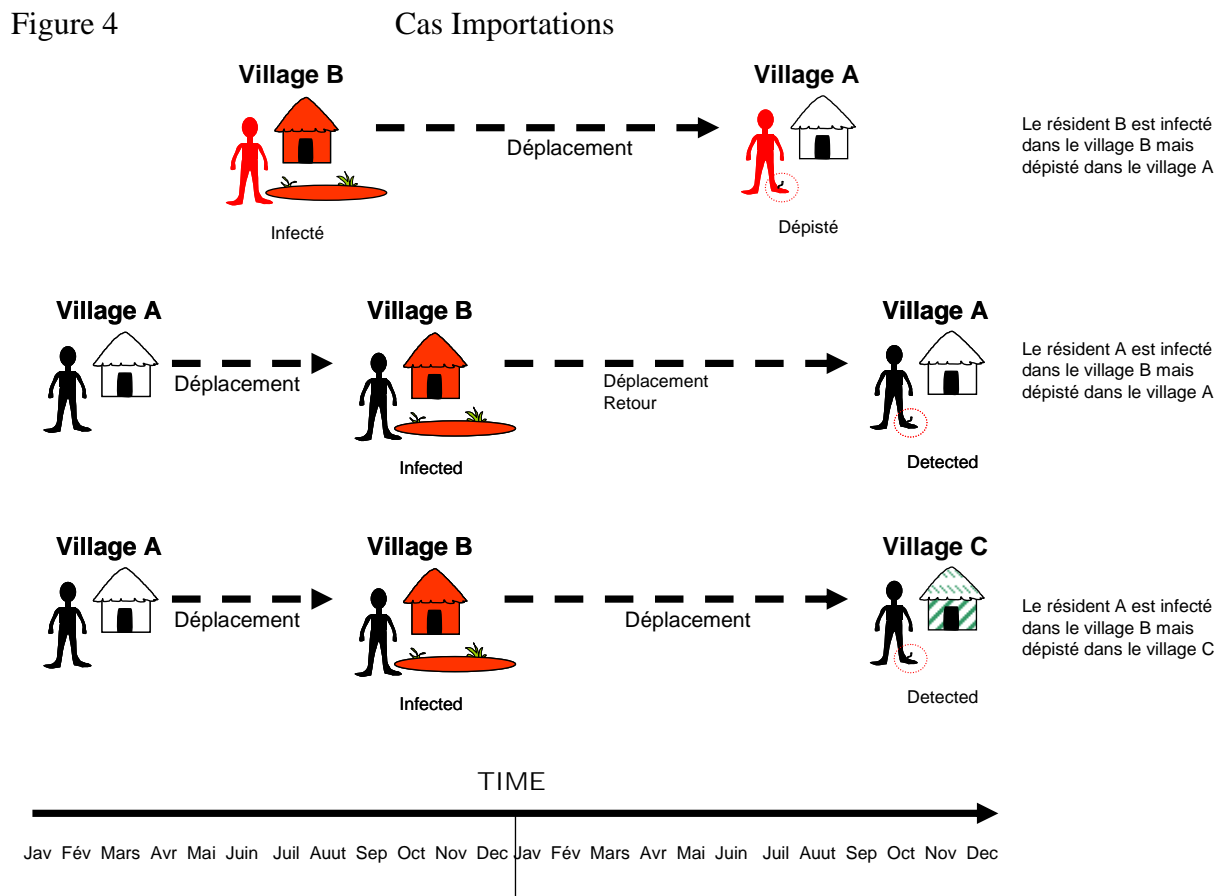 Figure 4 Cas Importations
Village B Village A
Déplacement
Le résident B est infecté
dans le village B mais
dépisté dans le village A
Infecté
Dépisté
Village A Village B Village A
Déplacement
Déplacement
Retour
Le résident A est infecté
dans le village B mais
dépisté dans le village A
Infected
Detected
Village A Village B Village C
Déplacement
Déplacement
Le résident A est infecté
dans le village B mais
dépisté dans le village C
Infected
Detected
TIME
Jav Fév Mars Avr Mai Juin Juil Auut Sep Oct Nov Dec Jav Fév Mars Avr Mai Juin Juil Auut Sep Oct Nov Dec